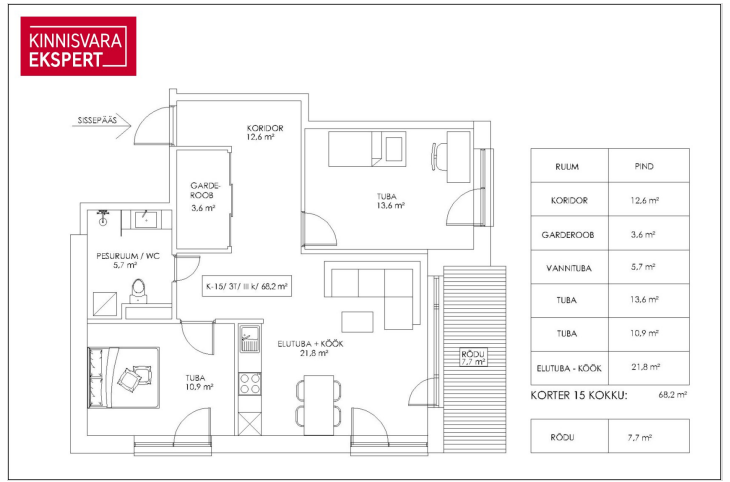 KINNISVARA
EKSPERT
SISSEPÄÄS
KORIDOR
12,6 m²
GARDE-
ROOB
3,6 m²
TUBA
13,6 m²
PESURUUM / WC
5,7 m²
K-15/ 3T/ III k/ 68.2 m²
ELUTUBA + KÖÖK
21,8 m²
TUBA
10,9 m²
RÕDU
7,7 m²
RUUM PIND
KORIDOR 12,6 m²
GARDEROOB 3,6 m²
VANNITUBA 5,7 m²
TUBA 13,6 m²
TUBA 10,9 m²
ELUTUBA - KÖÖK 21,8 m²
KORTER 15 KOKKU: 68.2 m²
RÕDU 7,7 m²